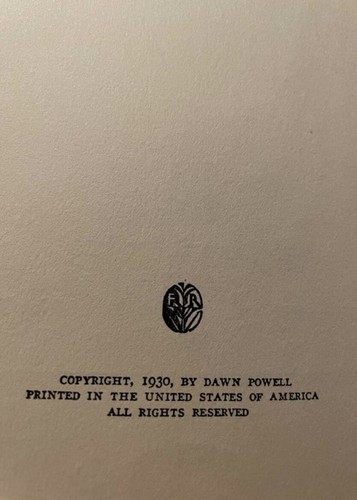 F R
COPYRIGHT, 1930, BY DAWN POWELL
PRINTED IN THE UNITED STATES OF AMERICA
ALL RIGHTS RESERVED